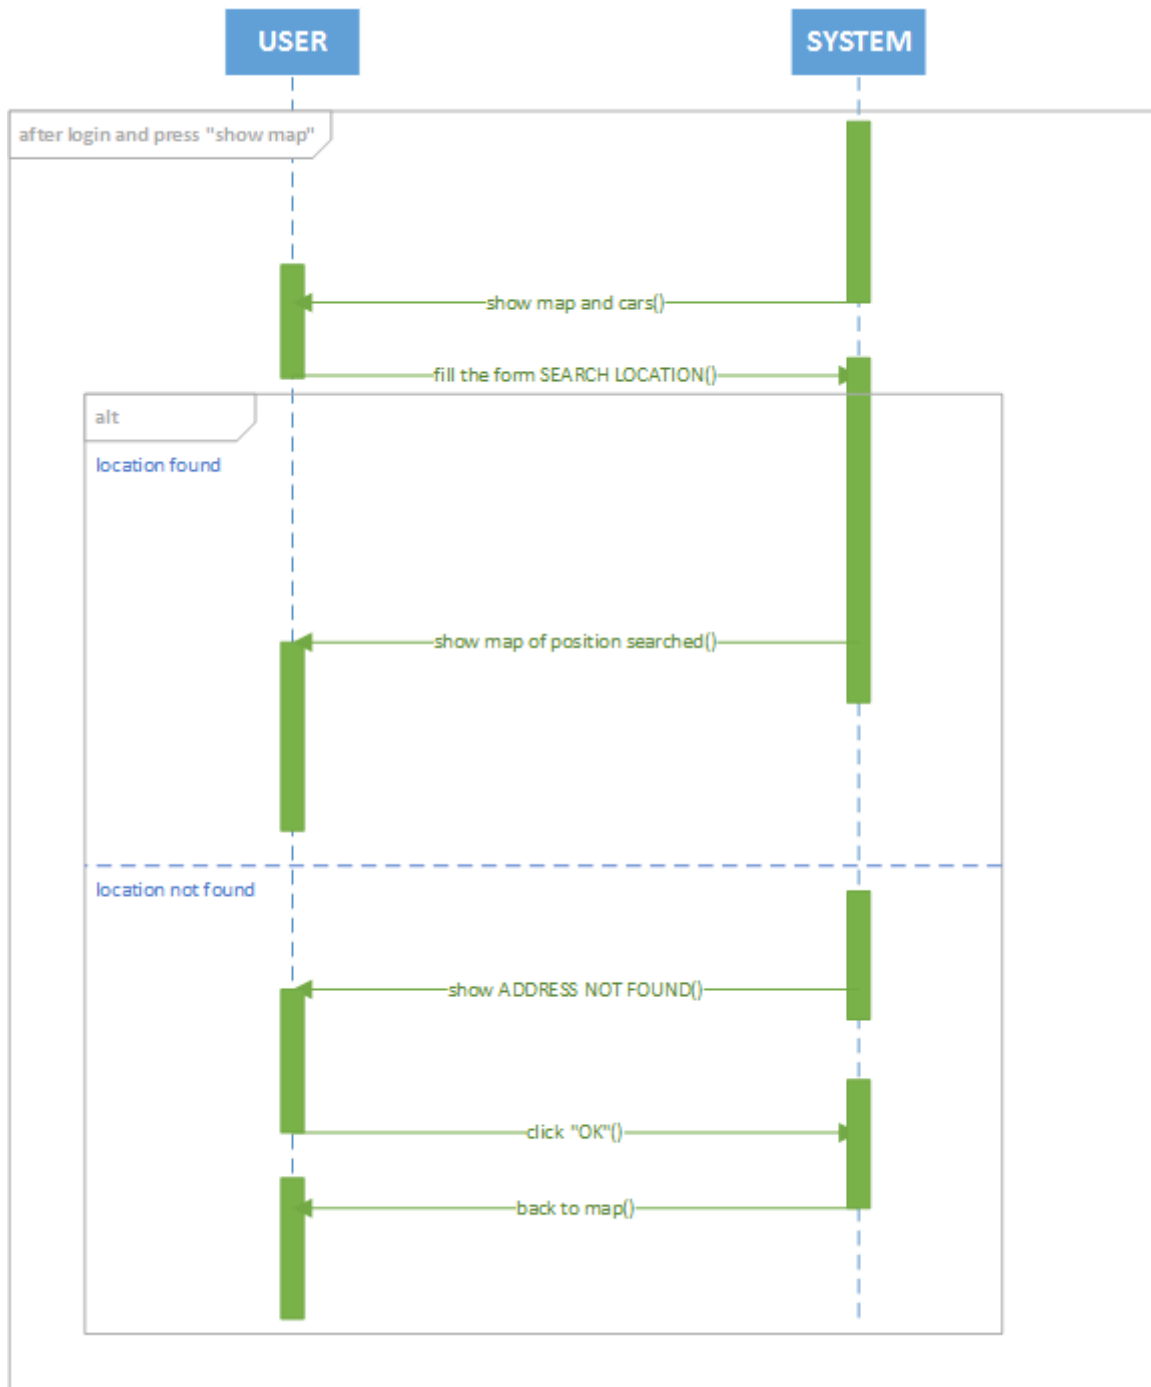 USER
SYSTEM
after login and press "show map"
show map and cars()
fill the form SEARCH LOCATION()
alt
location found
show map of position searched()
location not found
show ADDRESS NOT FOUND()
click "OK"()
back to map()